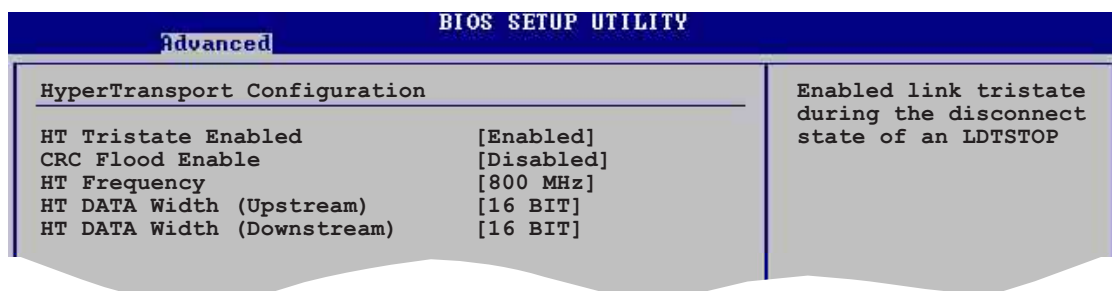 BIOS SETUP UTILITY
Advanced
HyperTransport Configuration
HT Tristate Enabled [Enabled]
CRC Flood Enable [Disabled]
HT Frequency [800 MHz]
HT DATA Width (Upstream) [16 BIT]
HT DATA Width (Downstream) [16 BIT]
Enabled link tristate
during the disconnect
state of an LDTSTOP